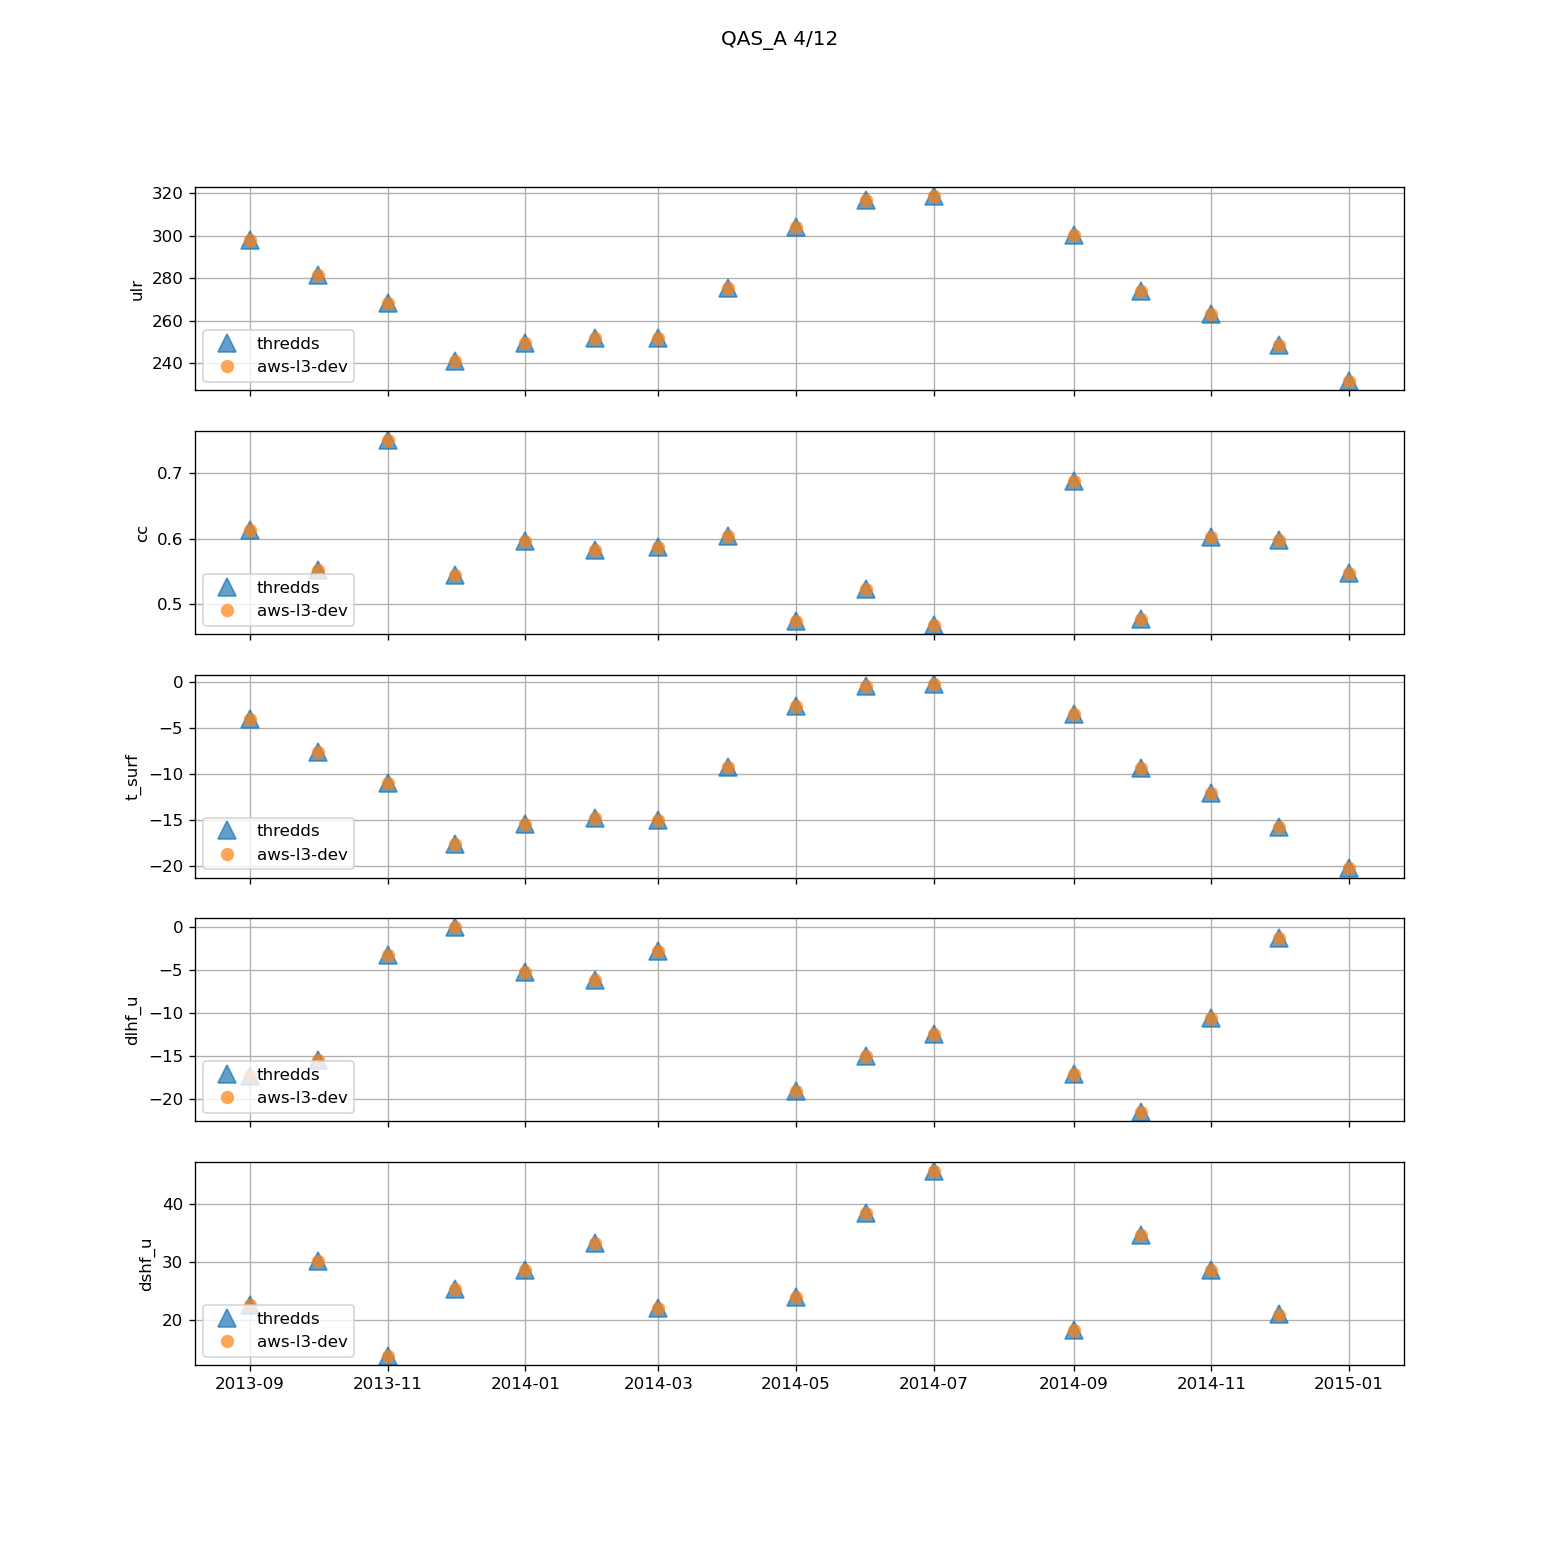 QAS_A 4/12
320
300
280
260
240
ulr
thredds
aws-l3-dev
0.7
0.6
0.5
cc
thredds
aws-l3-dev
0
−5
−10
−15
−20
t_surf
thredds
aws-l3-dev
0
−5
−10
−15
−20
dlhf_u
thredds
aws-l3-dev
40
30
20
dshf_u
thredds
aws-l3-dev
2013-09 2013-11 2014-01 2014-03 2014-05 2014-07 2014-09 2014-11 2015-01